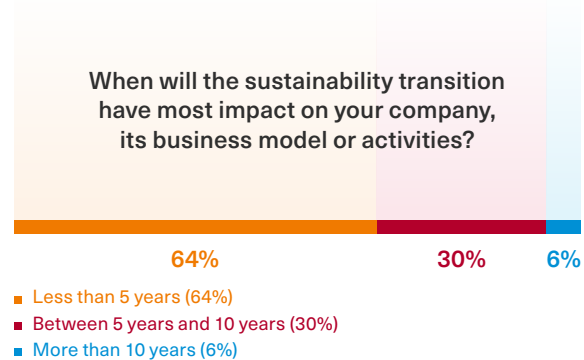 When will the sustainability transition
have most impact on your company,
its business model or activities?
64%
30%
6%
Less than 5 years (64%)
Between 5 years and 10 years (30%)
More than 10 years (6%)